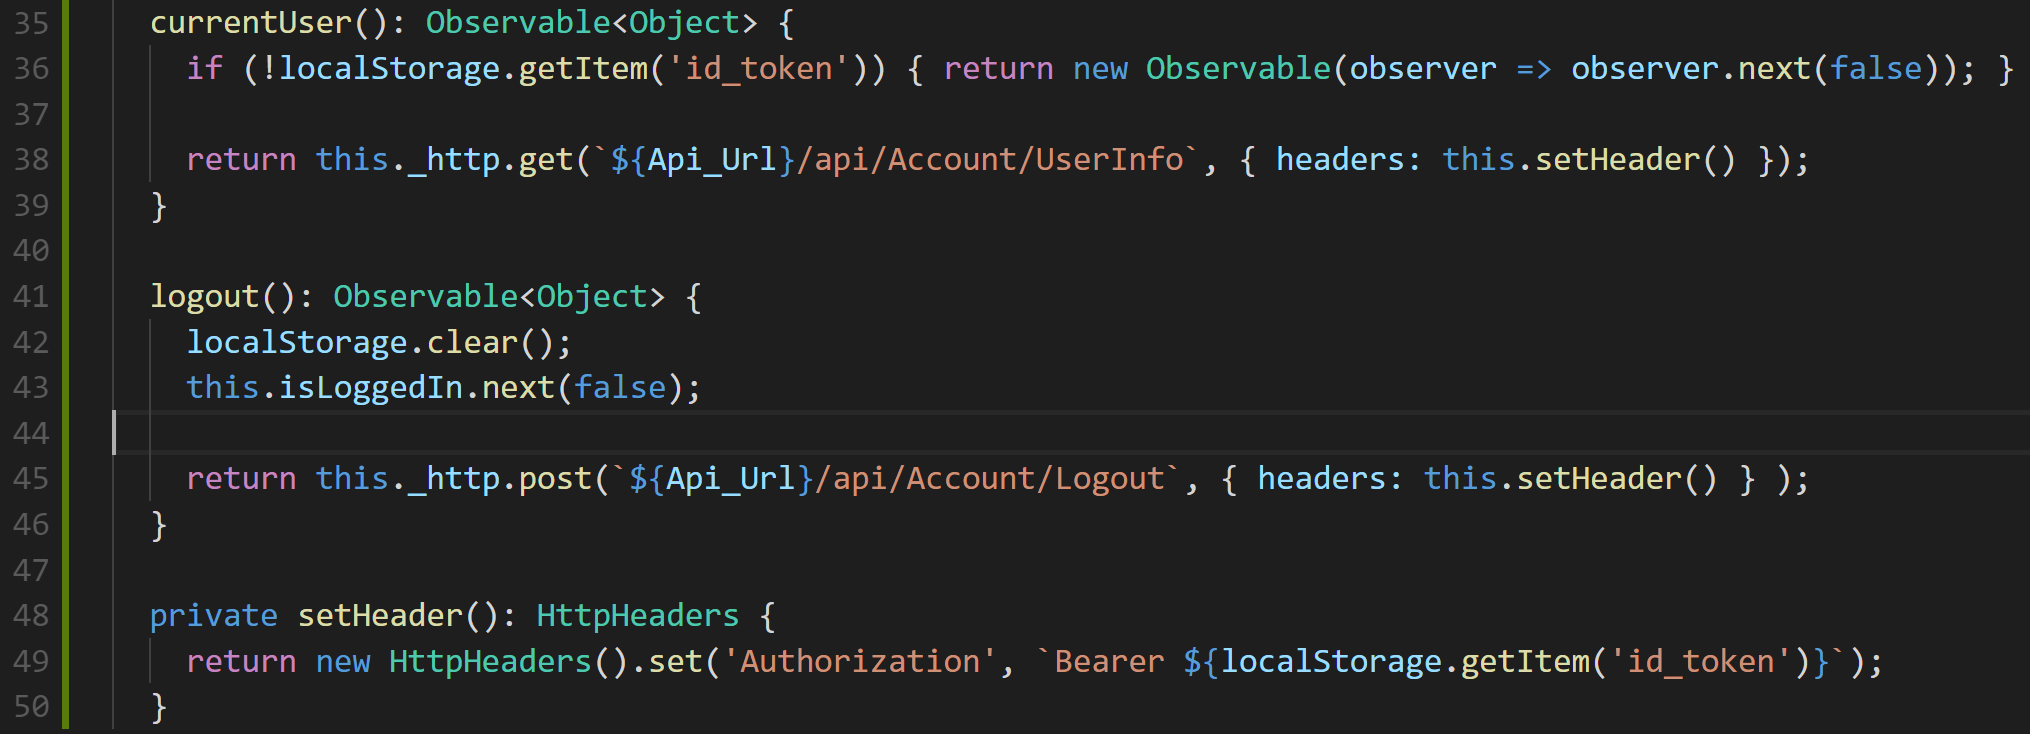 35 currentUser(): Observable<Object> {
36 if (!localStorage.getItem('id_token')) { return new Observable(observer => observer.next(false)); }
37
38 return this._http.get(`${Api_Url}/api/Account/UserInfo`, { headers: this.setHeader() });
39 }
40
41 logout(): Observable<Object> {
42 localStorage.clear();
43 this.isLoggedIn.next(false);
44
45 return this._http.post(`${Api_Url}/api/Account/Logout`, { headers: this.setHeader() } );
46 }
47
48 private setHeader(): HttpHeaders {
49 return new HttpHeaders().set('Authorization', `Bearer ${localStorage.getItem('id_token')}`);
50 }